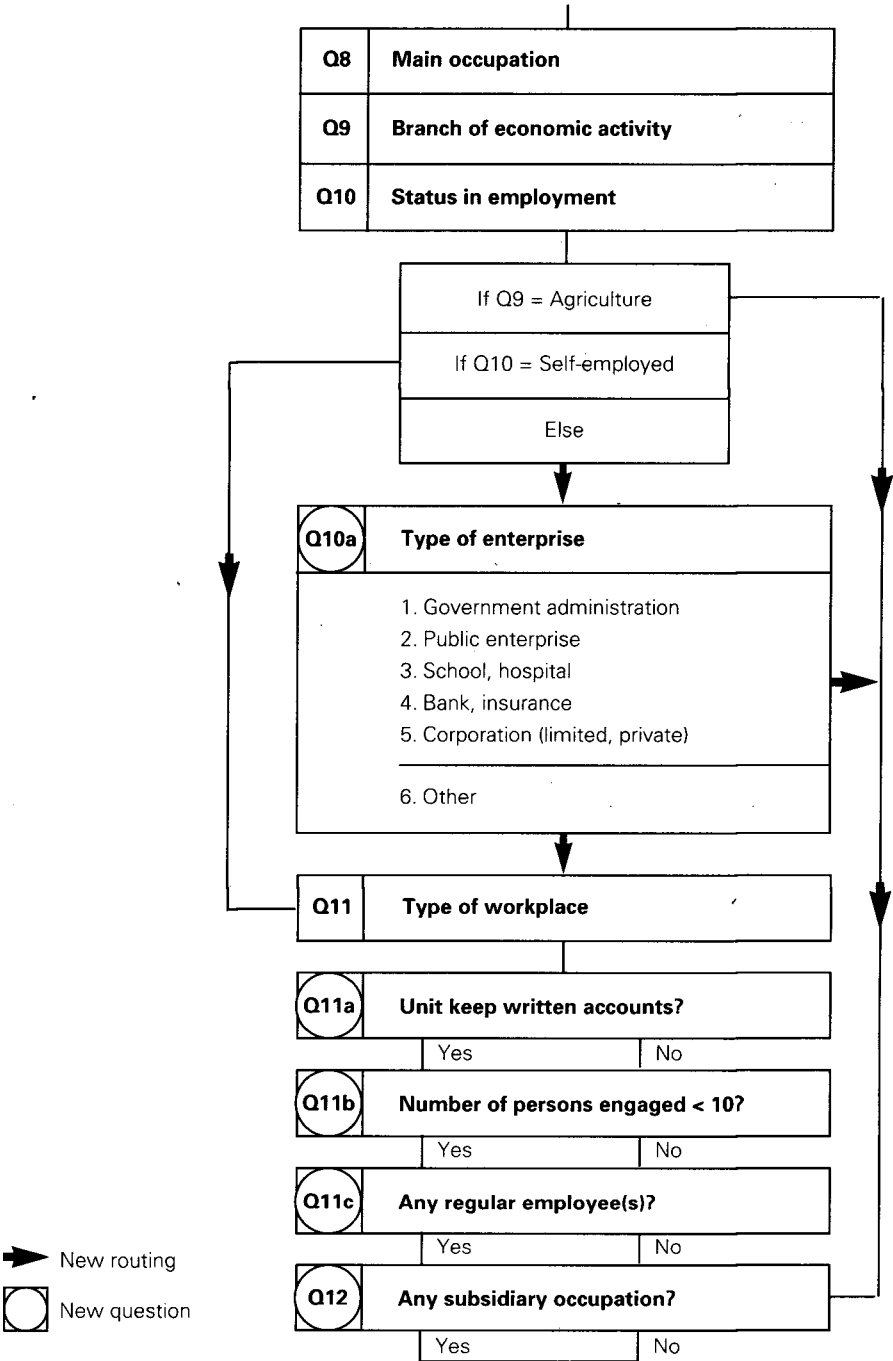 Q8 Main occupation
Q9 Branch of economic activity
Q10 Status in employment
If Q9 = Agriculture
If Q10 = Self-employed
Else
Q10a Type of enterprise
1. Government administration
2. Public enterprise
3. School, hospital
4. Bank, insurance
5. Corporation (limited, private)
6. Other
Q11 Type of workplace
Q11a Unit keep written accounts?
Yes No
Q11b Number of persons engaged < 10?
Yes No
Q11c Any regular employee(s)?
Yes No
New routing
Q12 Any subsidiary occupation?
New question
Yes No